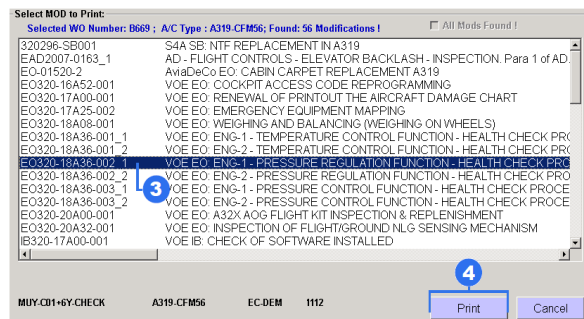 Select MOD to Print:
Selected WO Number: B669 ; A/C Type : A319-CFM56; Found: 56 Modifications !
All Mods Found !
320296-SB001 S4A SB: NTF REPLACEMENT IN A319
EAD2007-0163_1 AD - FLIGHT CONTROLS - ELEVATOR BACKLASH - INSPECTION. Para 1 of AD.
EO-01520-2 AviaDeCo EO: CABIN CARPET REPLACEMENT A319
EO320-16A52-001 VOE EO: COCKPIT ACCESS CODE REPROGRAMMING
EO320-17A00-001 VOE EO: RENEWAL OF PRINTOUT THE AIRCRAFT DAMAGE CHART
EO320-17A25-002 VOE EO: EMERGENCY EQUIPMENT MAPPING
EO320-18A08-001 VOE EO: WEIGHING AND BALANCING (WEIGHING ON WHEELS)
EO320-18A36-001_1 VOE EO: ENG-1 - TEMPERATURE CONTROL FUNCTION - HEALTH CHECK PRO
EO320-18A36-001_2 VOE EO: ENG-2 - TEMPERATURE CONTROL FUNCTION - HEALTH CHECK PRO
EO320-18A36-002_1 VOE EO: ENG-1 - PRESSURE REGULATION FUNCTION - HEALTH CHECK PRO
EO320-18A36-002_2 VOE EO: ENG-2 - PRESSURE REGULATION FUNCTION - HEALTH CHECK PRO
EO320-18A36-003_1 VOE EO: ENG-1 - PRESSURE CONTROL FUNCTION - HEALTH CHECK PROCE
EO320-18A36-003_2 VOE EO: ENG-2 - PRESSURE CONTROL FUNCTION - HEALTH CHECK PROCE
EO320-20A00-001 VOE EO: A32X AOG FLIGHT KIT INSPECTION & REPLENISHMENT
EO320-20A32-001 VOE EO: INSPECTION OF FLIGHT/GROUND NLG SENSING MECHANISM
IB320-17A00-001 VOE IB: CHECK OF SOFTWARE INSTALLED
3
4
MUY-C01+6Y-CHECK A319-CFM56 EC-DEM 1112
Print Cancel